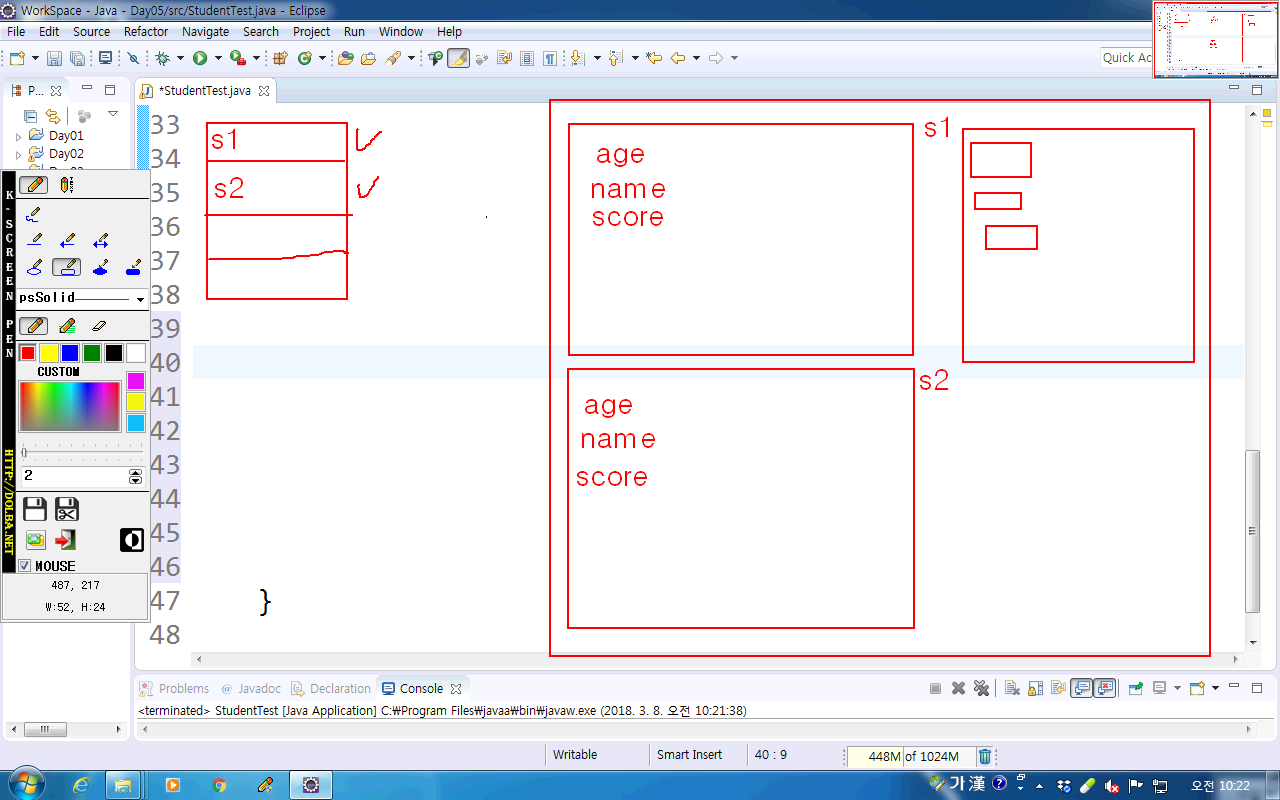 WorkSpace - Java - Day05/src/StudentTest.java - Eclipse
File Edit Source Refactor Navigate Search Project Run Window Help
Quick Ac
P...
*StudentTest.java
Day01
Day02
33
34
35
36
37
38
39
40
41
42
43
44
45
46
47 }
48
s1
s2
age
name
score
s1
age
name
score
s2
K-SCREEN PEN
HTTP://DOLBA.NET
psSolid
CUSTOM
2
MOUSE
487, 217
W:52, H:24
Problems @ Javadoc Declaration Console
<terminated> StudentTest [Java Application] C:₩Program Files₩javaa₩bin₩javaw.exe (2018. 3. 8. 오전 10:21:38)
Writable Smart Insert 40 : 9 448M of 1024M
가 漢 오전 10:22